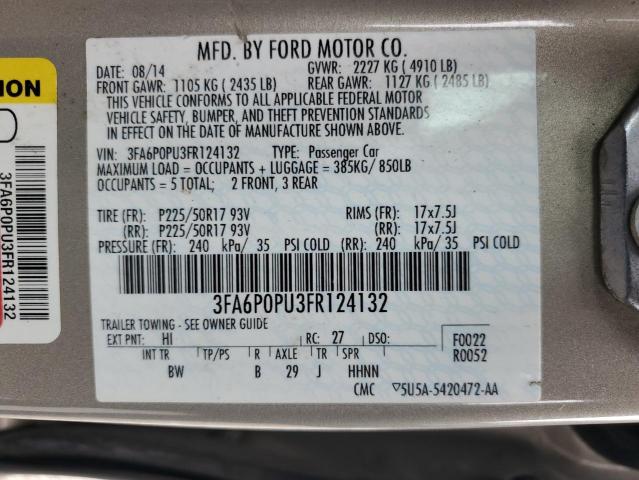 MFD. BY FORD MOTOR CO.
DATE: 08/14 GVWR: 2227 KG ( 4910 LB)
FRONT GAWR: 1105 KG ( 2435 LB) REAR GAWR: 1127 KG ( 2485 LB)
THIS VEHICLE CONFORMS TO ALL APPLICABLE FEDERAL MOTOR
VEHICLE SAFETY, BUMPER, AND THEFT PREVENTION STANDARDS
IN EFFECT ON THE DATE OF MANUFACTURE SHOWN ABOVE.
VIN: 3FA6P0PU3FR124132 TYPE: Passenger Car
MAXIMUM LOAD = OCCUPANTS + LUGGAGE = 385KG/ 850LB
OCCUPANTS = 5 TOTAL; 2 FRONT, 3 REAR
TIRE (FR): P225/50R17 93V RIMS (FR): 17x7.5J
(RR): P225/50R17 93V (RR): 17x7.5J
PRESSURE (FR): 240 kPa/ 35 PSI COLD (RR): 240 kPa/ 35 PSI COLD
3FA6P0PU3FR124132
TRAILER TOWING - SEE OWNER GUIDE
EXT PNT: HI RC: 27 DSO: F0022
INT TR TP/PS R AXLE TR SPR R0052
BW B 29 J HHNN
CMC ▽5U5A-5420472-AA
ION
3FA6P0PU3FR124132